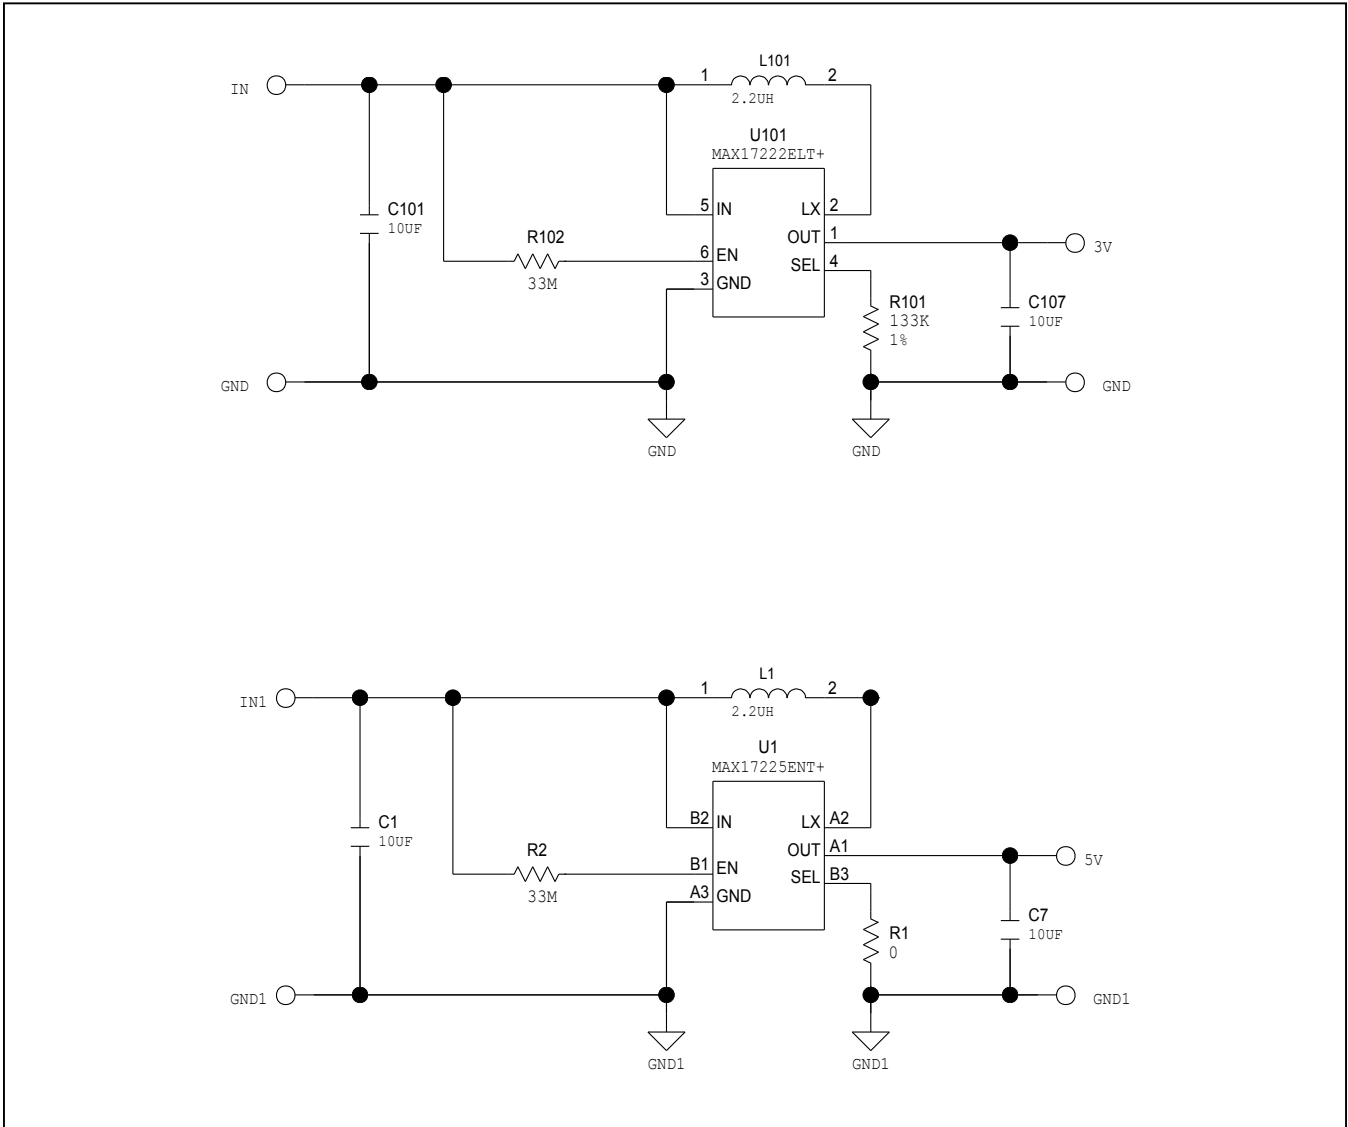 L101
1 2
IN
2.2UH
U101
MAX17222ELT+
C101
10UF
5 IN LX 2
OUT 1
3V
R102
33M
6 EN
SEL 4
3 GND
R101
133K
1%
C107
10UF
GND
GND
GND
GND
L1
1 2
IN1
2.2UH
U1
MAX17225ENT+
C1
10UF
B2 IN LX A2
OUT A1
5V
R2
33M
B1 EN
SEL B3
A3 GND
R1
0
C7
10UF
GND1
GND1
GND1
GND1